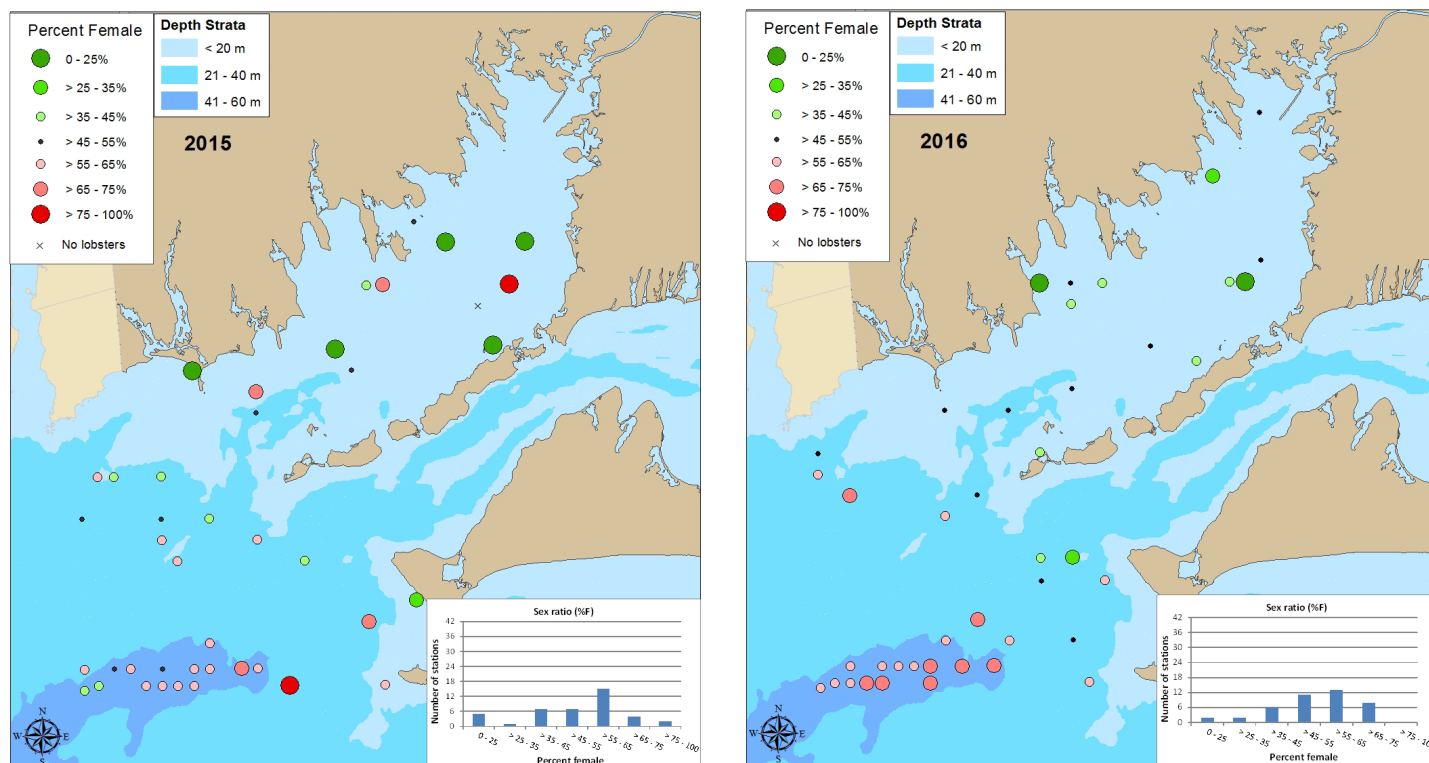 Percent Female
0 - 25%
> 25 - 35%
> 35 - 45%
> 45 - 55%
> 55 - 65%
> 65 - 75%
> 75 - 100%
No lobsters
Depth Strata
< 20 m
21 - 40 m
41 - 60 m
2015
N
W E
S
Sex ratio (%F)
Number of stations
42
36
30
24
18
12
6
0
0 - 25
> 25 - 35
> 35 - 45
> 45 - 55
> 55 - 65
> 65 - 75
> 75 - 100
Percent female
Percent Female
0 - 25%
> 25 - 35%
> 35 - 45%
> 45 - 55%
> 55 - 65%
> 65 - 75%
> 75 - 100%
No lobsters
Depth Strata
< 20 m
21 - 40 m
41 - 60 m
2016
N
W E
S
Sex ratio (%F)
Number of stations
42
36
30
24
18
12
6
0
0 - 25
> 25 - 35
> 35 - 45
> 45 - 55
> 55 - 65
> 65 - 75
> 75 - 100
Percent female